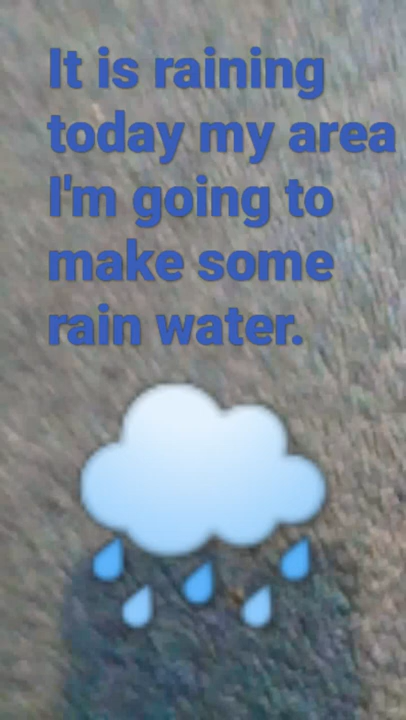 It is raining
today my area
I'm going to
make some
rain water.